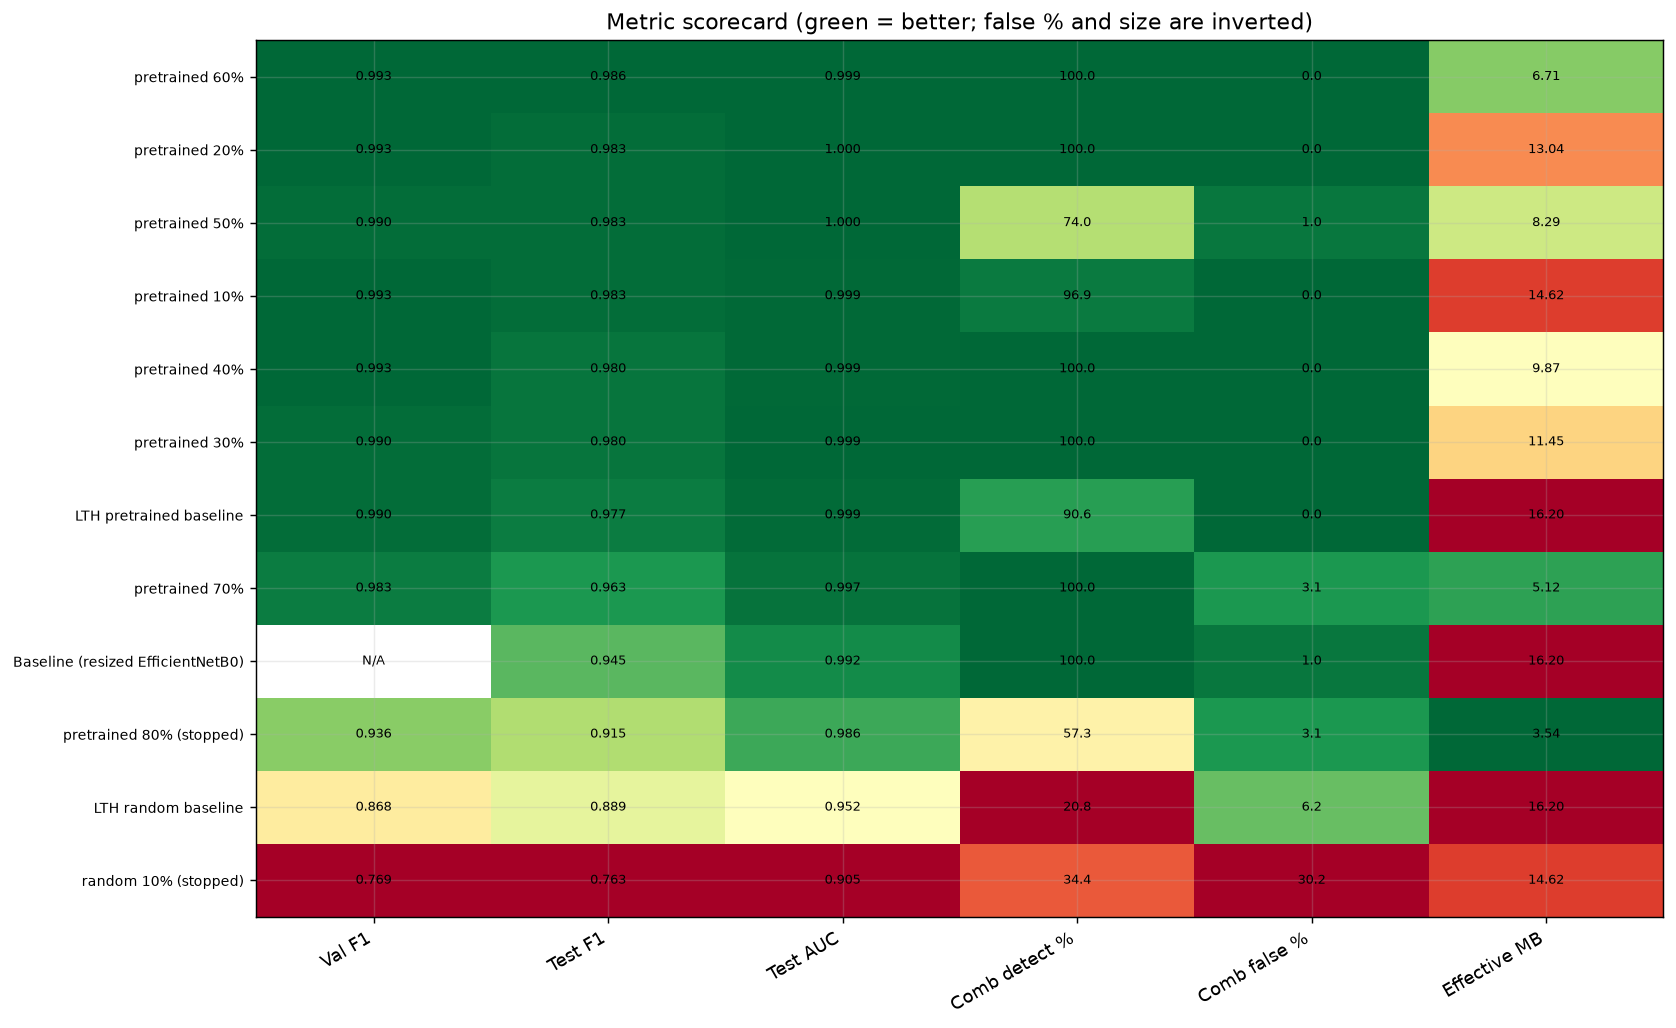 Metric scorecard (green = better; false % and size are inverted)
pretrained 60% 0.993 0.986 0.999 100.0 0.0 6.71
pretrained 20% 0.993 0.983 1.000 100.0 0.0 13.04
pretrained 50% 0.990 0.983 1.000 74.0 1.0 8.29
pretrained 10% 0.993 0.983 0.999 96.9 0.0 14.62
pretrained 40% 0.993 0.980 0.999 100.0 0.0 9.87
pretrained 30% 0.990 0.980 0.999 100.0 0.0 11.45
LTH pretrained baseline 0.990 0.977 0.999 90.6 0.0 16.20
pretrained 70% 0.983 0.963 0.997 100.0 3.1 5.12
Baseline (resized EfficientNetB0) N/A 0.945 0.992 100.0 1.0 16.20
pretrained 80% (stopped) 0.936 0.915 0.986 57.3 3.1 3.54
LTH random baseline 0.868 0.889 0.952 20.8 6.2 16.20
random 10% (stopped) 0.769 0.763 0.905 34.4 30.2 14.62
Val F1 Test F1 Test AUC Comb detect % Comb false % Effective MB